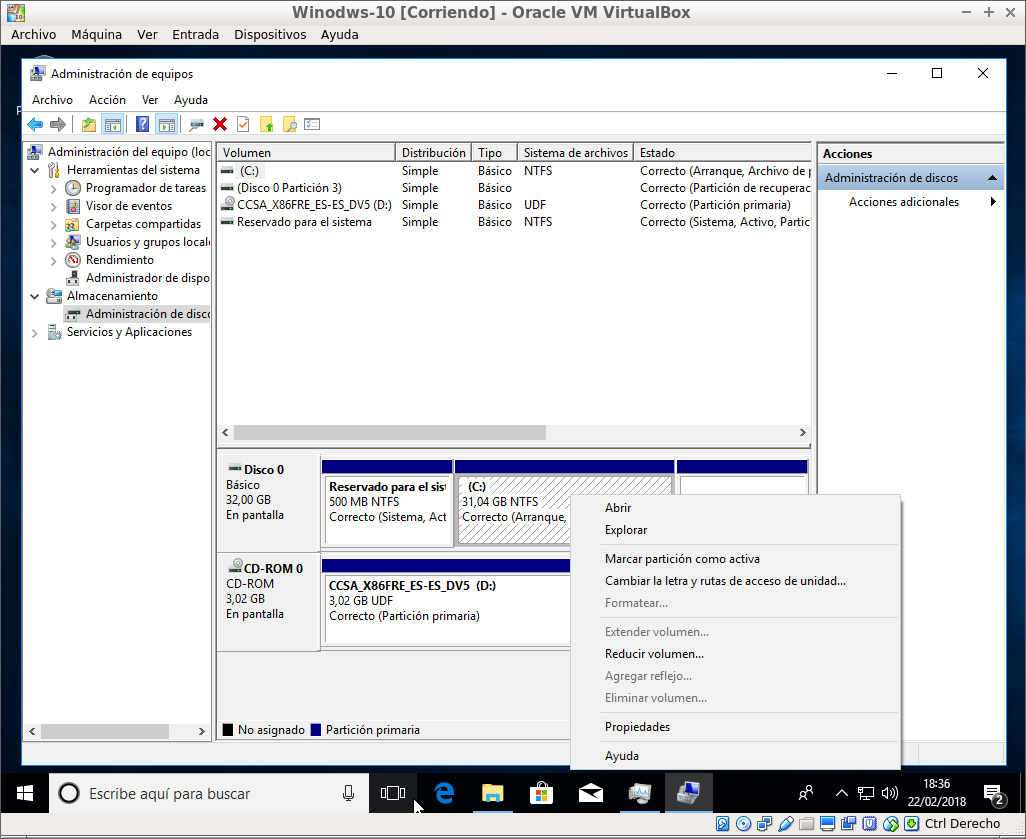 Winodws-10 [Corriendo] - Oracle VM VirtualBox
Archivo Máquina Ver Entrada Dispositivos Ayuda
Administración de equipos
Archivo Acción Ver Ayuda
Administración del equipo (loc
Herramientas del sistema
Programador de tareas
Visor de eventos
Carpetas compartidas
Usuarios y grupos locale
Rendimiento
Administrador de dispo
Almacenamiento
Administración de disco
Servicios y Aplicaciones
Volumen Distribución Tipo Sistema de archivos Estado
(C:) Simple Básico NTFS Correcto (Arranque, Archivo de p
(Disco 0 Partición 3) Simple Básico Correcto (Partición de recuperac
CCSA_X86FRE_ES-ES_DV5 (D:) Simple Básico UDF Correcto (Partición primaria)
Reservado para el sistema Simple Básico NTFS Correcto (Sistema, Activo, Partic
Acciones
Administración de discos
Acciones adicionales
Disco 0
Básico
32,00 GB
En pantalla
Reservado para el sist
500 MB NTFS
Correcto (Sistema, Act
(C:)
31,04 GB NTFS
Correcto (Arranque,
CD-ROM 0
CD-ROM
3,02 GB
En pantalla
CCSA_X86FRE_ES-ES_DV5 (D:)
3,02 GB UDF
Correcto (Partición primaria)
No asignado Partición primaria
Abrir
Explorar
Marcar partición como activa
Cambiar la letra y rutas de acceso de unidad...
Formatear...
Extender volumen...
Reducir volumen...
Agregar reflejo...
Eliminar volumen...
Propiedades
Ayuda
Escribe aquí para buscar
18:36
22/02/2018
2
Ctrl Derecho